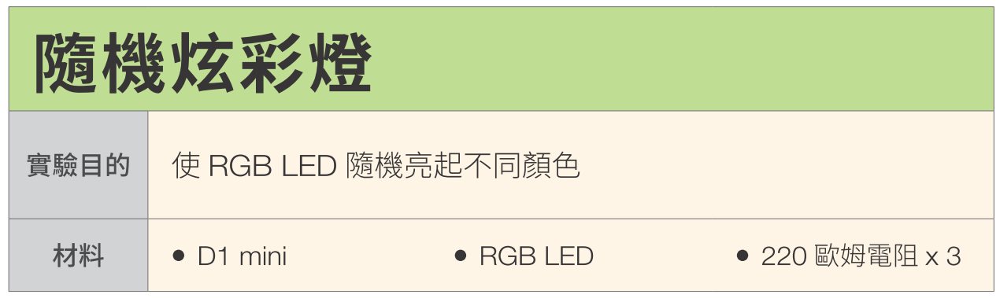 隨機炫彩燈
實驗目的
使 RGB LED 隨機亮起不同顏色
材料
● D1 mini ● RGB LED ● 220 歐姆電阻 x 3